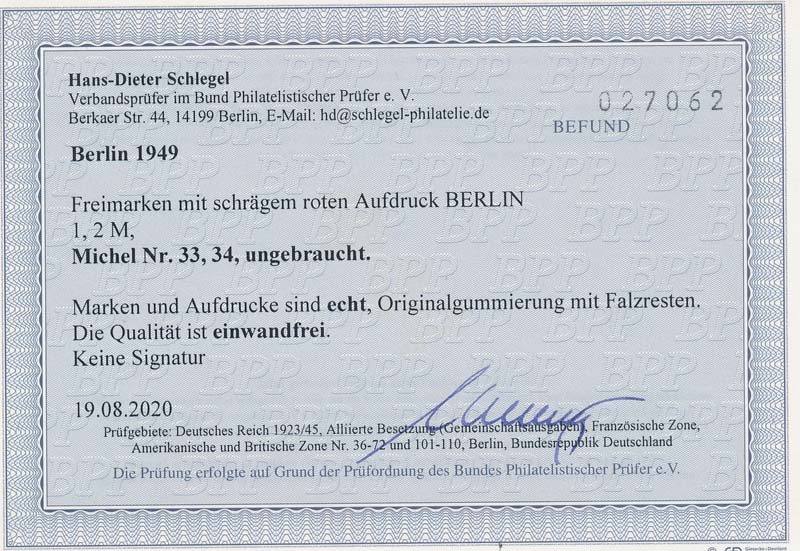 Hans-Dieter Schlegel
Verbandsprüfer im Bund Philatelistischer Prüfer e. V.
Berkaer Str. 44, 14199 Berlin, E-Mail: hd@schlegel-philatelie.de
027062
BEFUND
Berlin 1949
Freimarken mit schrägem roten Aufdruck BERLIN
1, 2 M,
Michel Nr. 33, 34, ungebraucht.
Marken und Aufdrucke sind echt, Originalgummierung mit Falzresten.
Die Qualität ist einwandfrei.
Keine Signatur
19.08.2020
Prüfgebiete: Deutsches Reich 1923/45, Alliierte Besetzung (Gemeinschaftsausgaben), Französische Zone,
Amerikanische und Britische Zone Nr. 36-72 und 101-110, Berlin, Bundesrepublik Deutschland
Die Prüfung erfolgte auf Grund der Prüfordnung des Bundes Philatelistischer Prüfer e.V.